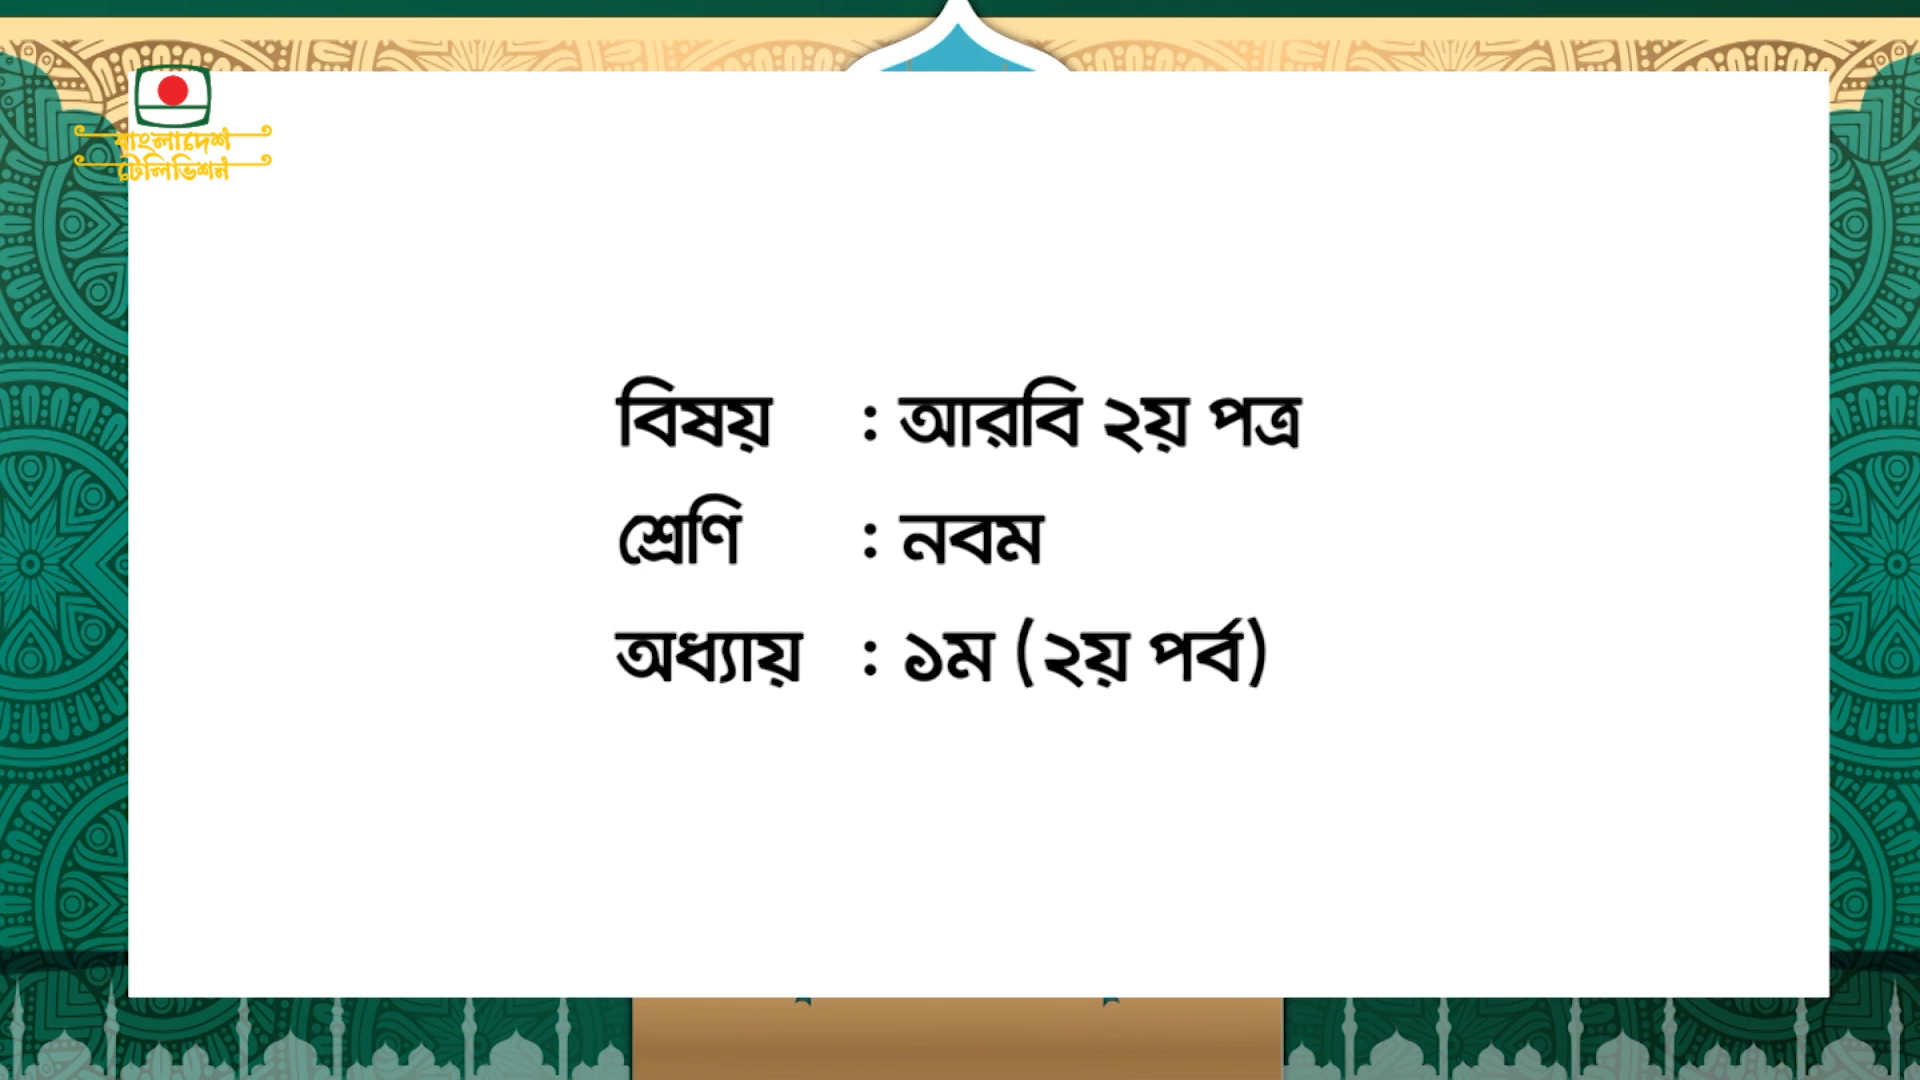 বাংলাদেশ
টেলিভিশন
বিষয় : আরবি ২য় পত্র
শ্রেণি : নবম
অধ্যায় : ১ম (২য় পর্ব)